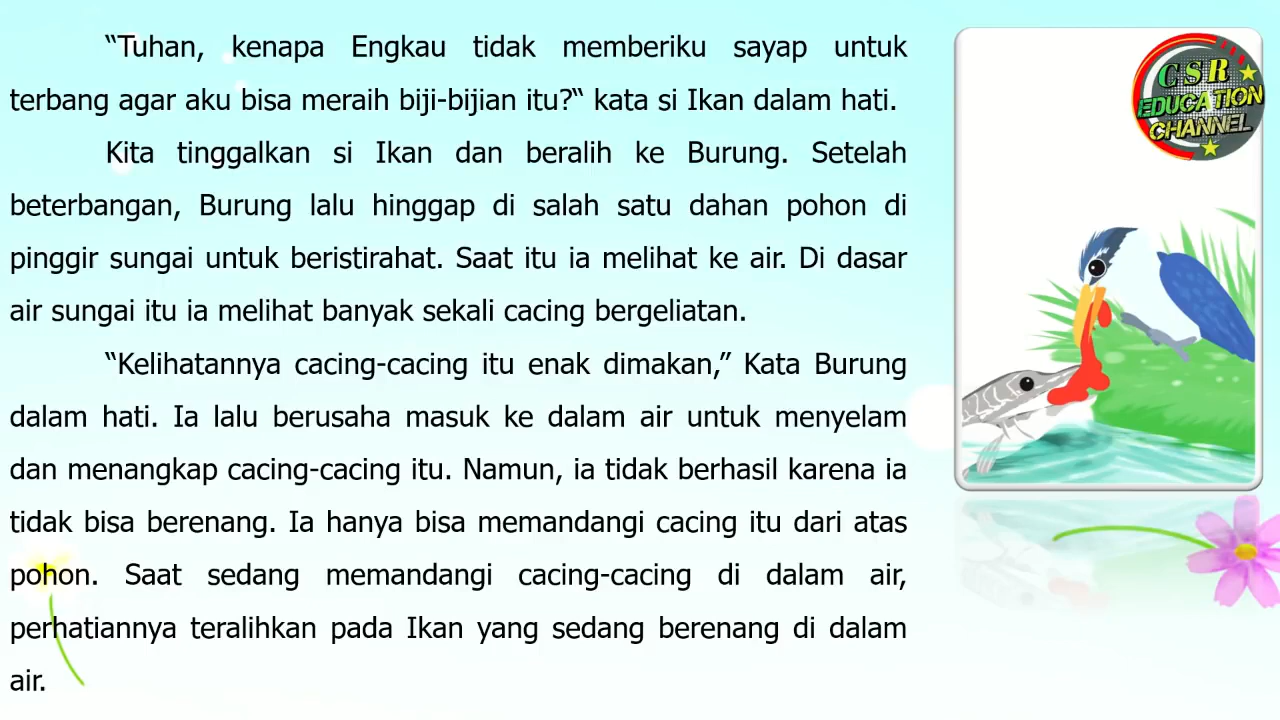 “Tuhan, kenapa Engkau tidak memberiku sayap untuk
terbang agar aku bisa meraih biji-bijian itu?“ kata si Ikan dalam hati.
Kita tinggalkan si Ikan dan beralih ke Burung. Setelah
beterbangan, Burung lalu hinggap di salah satu dahan pohon di
pinggir sungai untuk beristirahat. Saat itu ia melihat ke air. Di dasar
air sungai itu ia melihat banyak sekali cacing bergeliatan.
“Kelihatannya cacing-cacing itu enak dimakan,” Kata Burung
dalam hati. Ia lalu berusaha masuk ke dalam air untuk menyelam
dan menangkap cacing-cacing itu. Namun, ia tidak berhasil karena ia
tidak bisa berenang. Ia hanya bisa memandangi cacing itu dari atas
pohon. Saat sedang memandangi cacing-cacing di dalam air,
perhatiannya teralihkan pada Ikan yang sedang berenang di dalam
air.
CSR
EDUCATION
CHANNEL